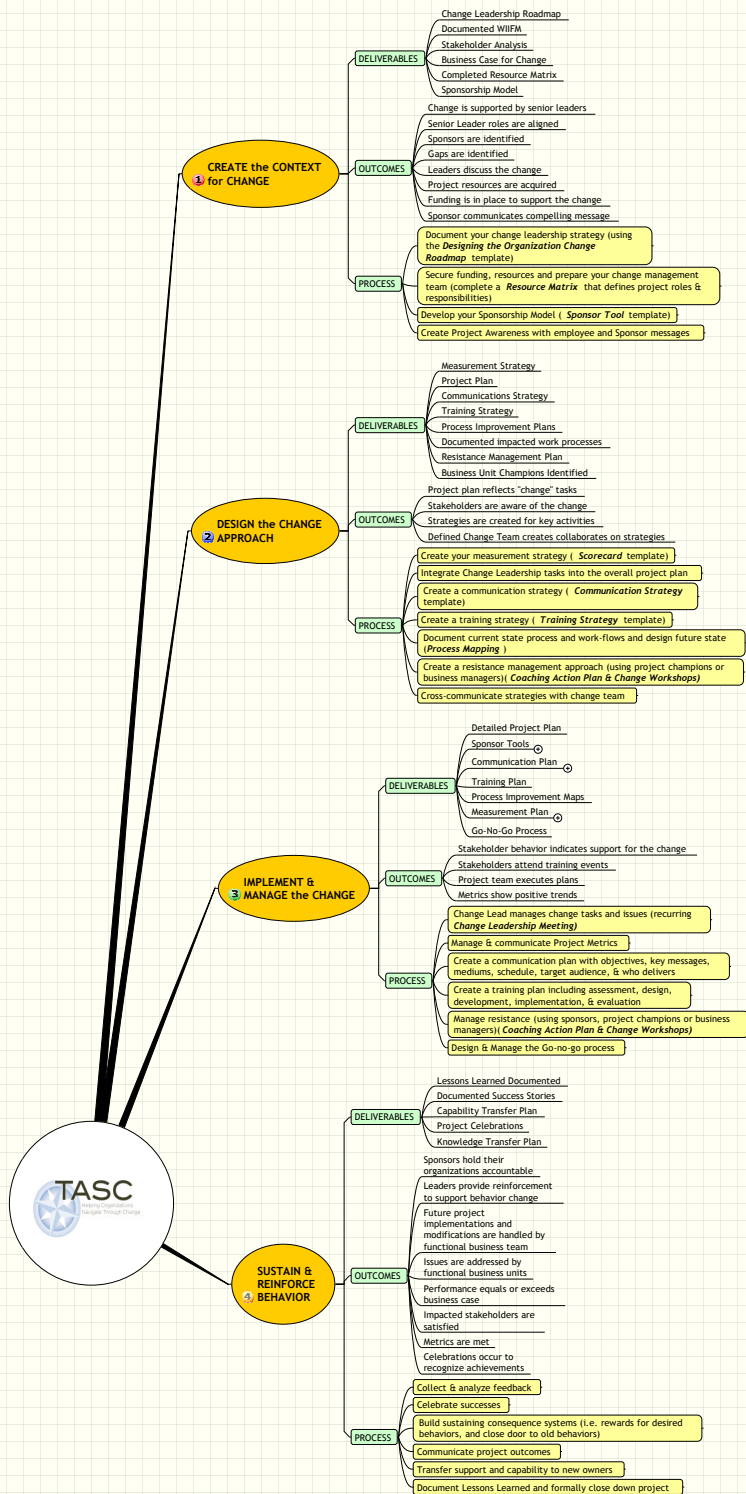 CREATE the CONTEXT
1 for CHANGE
DELIVERABLES
Change Leadership Roadmap
Documented WIIFM
Stakeholder Analysis
Business Case for Change
Completed Resource Matrix
Sponsorship Model
OUTCOMES
Change is supported by senior leaders
Senior Leader roles are aligned
Sponsors are identified
Gaps are identified
Leaders discuss the change
Project resources are acquired
Funding is in place to support the change
Sponsor communicates compelling message
PROCESS
Document your change leadership strategy (using
the Designing the Organization Change
Roadmap template)
Secure funding, resources and prepare your change management
team (complete a Resource Matrix that defines project roles &
responsibilities)
Develop your Sponsorship Model ( Sponsor Tool template)
Create Project Awareness with employee and Sponsor messages
DESIGN the CHANGE
2 APPROACH
DELIVERABLES
Measurement Strategy
Project Plan
Communications Strategy
Training Strategy
Process Improvement Plans
Documented impacted work processes
Resistance Management Plan
Business Unit Champions Identified
OUTCOMES
Project plan reflects "change" tasks
Stakeholders are aware of the change
Strategies are created for key activities
Defined Change Team creates collaborates on strategies
PROCESS
Create your measurement strategy ( Scorecard template)
Integrate Change Leadership tasks into the overall project plan
Create a communication strategy ( Communication Strategy
template)
Create a training strategy ( Training Strategy template)
Document current state process and work-flows and design future state
(Process Mapping )
Create a resistance management approach (using project champions or
business managers)( Coaching Action Plan & Change Workshops)
Cross-communicate strategies with change team
IMPLEMENT &
3 MANAGE the CHANGE
DELIVERABLES
Detailed Project Plan
Sponsor Tools
Communication Plan
Training Plan
Process Improvement Maps
Measurement Plan
Go-No-Go Process
OUTCOMES
Stakeholder behavior indicates support for the change
Stakeholders attend training events
Project team executes plans
Metrics show positive trends
PROCESS
Change Lead manages change tasks and issues (recurring
Change Leadership Meeting)
Manage & communicate Project Metrics
Create a communication plan with objectives, key messages,
mediums, schedule, target audience, & who delivers
Create a training plan including assessment, design,
development, implementation, & evaluation
Manage resistance (using sponsors, project champions or business
managers)( Coaching Action Plan & Change Workshops)
Design & Manage the Go-no-go process
TASC
Helping Organizations
Navigate Through Change
SUSTAIN &
REINFORCE
4 BEHAVIOR
DELIVERABLES
Lessons Learned Documented
Documented Success Stories
Capability Transfer Plan
Project Celebrations
Knowledge Transfer Plan
OUTCOMES
Sponsors hold their
organizations accountable
Leaders provide reinforcement
to support behavior change
Future project
implementations and
modifications are handled by
functional business team
Issues are addressed by
functional business units
Performance equals or exceeds
business case
Impacted stakeholders are
satisfied
Metrics are met
Celebrations occur to
recognize achievements
PROCESS
Collect & analyze feedback
Celebrate successes
Build sustaining consequence systems (i.e. rewards for desired
behaviors, and close door to old behaviors)
Communicate project outcomes
Transfer support and capability to new owners
Document Lessons Learned and formally close down project